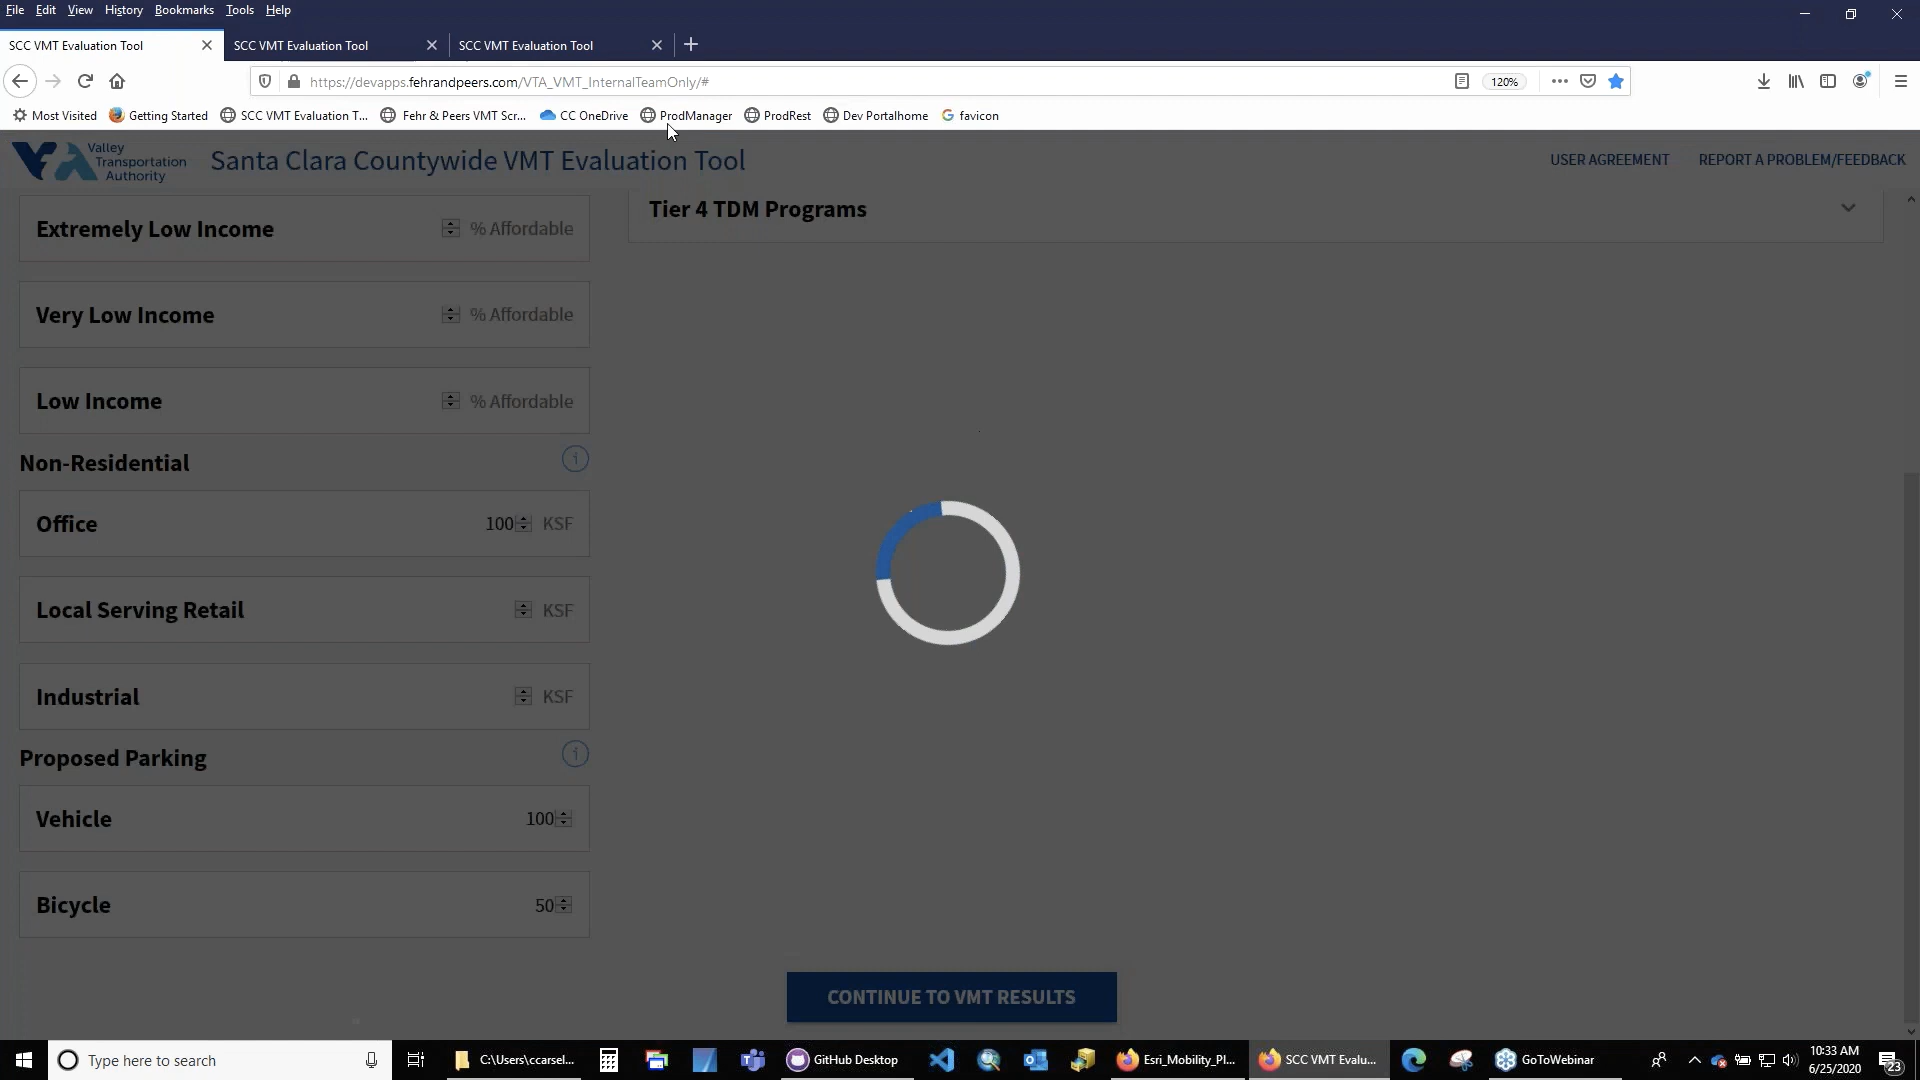 File Edit View History Bookmarks Tools Help
SCC VMT Evaluation Tool SCC VMT Evaluation Tool SCC VMT Evaluation Tool
https://devapps.fehrandpeers.com/VTA_VMT_InternalTeamOnly/# 120%
Most Visited Getting Started SCC VMT Evaluation T... Fehr & Peers VMT Scr... CC OneDrive ProdManager ProdRest Dev Portalhome favicon
Valley
Transportation
Authority
Santa Clara Countywide VMT Evaluation Tool USER AGREEMENT REPORT A PROBLEM/FEEDBACK
Extremely Low Income % Affordable
Tier 4 TDM Programs
Very Low Income % Affordable
Low Income % Affordable
Non-Residential
Office 100 KSF
Local Serving Retail KSF
Industrial KSF
Proposed Parking
Vehicle 100
Bicycle 50
CONTINUE TO VMT RESULTS
Type here to search C:\Users\ccarsel... GitHub Desktop Esri_Mobility_Pl... SCC VMT Evalu... GoToWebinar
10:33 AM
6/25/2020
23